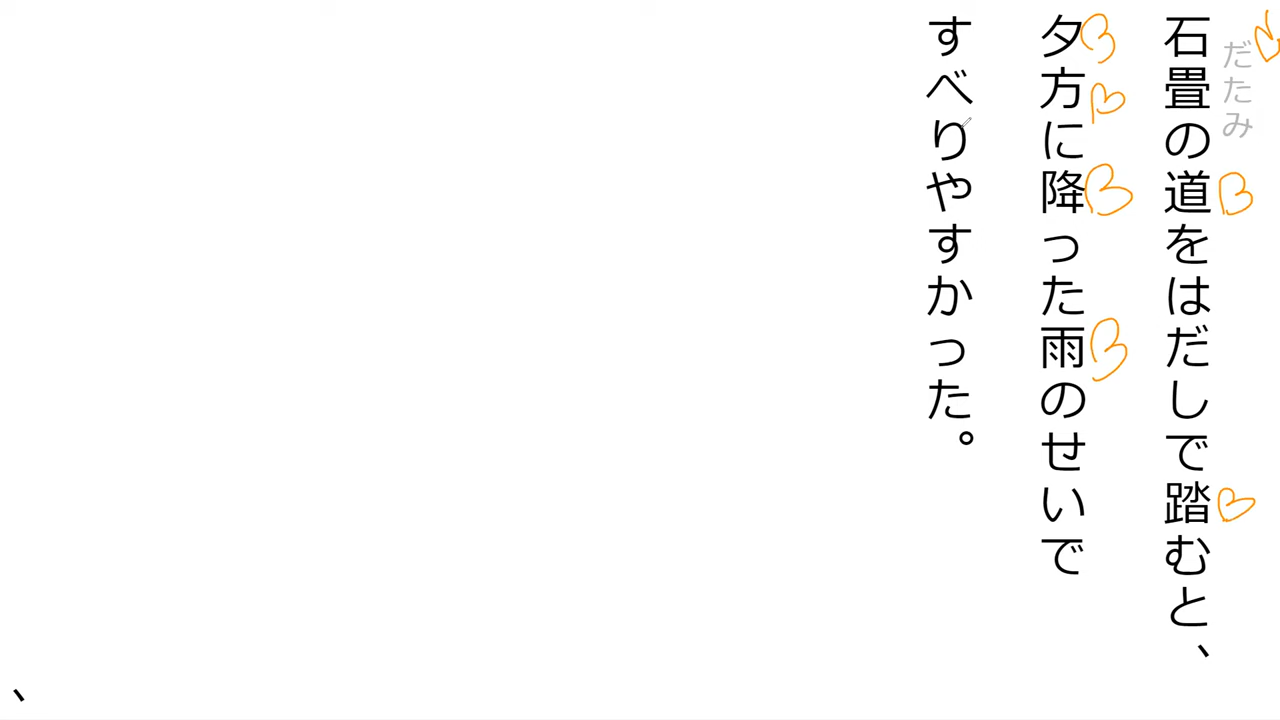 石畳の道をはだしで踏むと、
だたみ
夕方に降った雨のせいで
すべりやすかった。
、